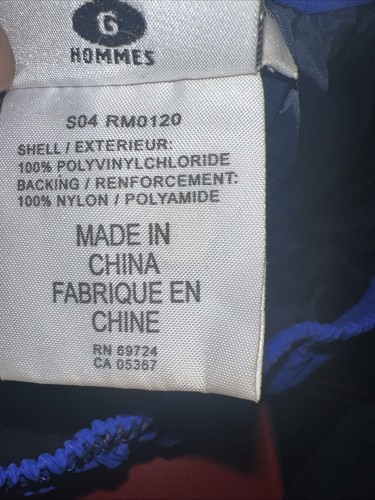 G
HOMMES
S04 RM0120
SHELL / EXTERIEUR:
100% POLYVINYLCHLORIDE
BACKING / RENFORCEMENT:
100% NYLON / POLYAMIDE
MADE IN
CHINA
FABRIQUE EN
CHINE
RN 69724
CA 05367